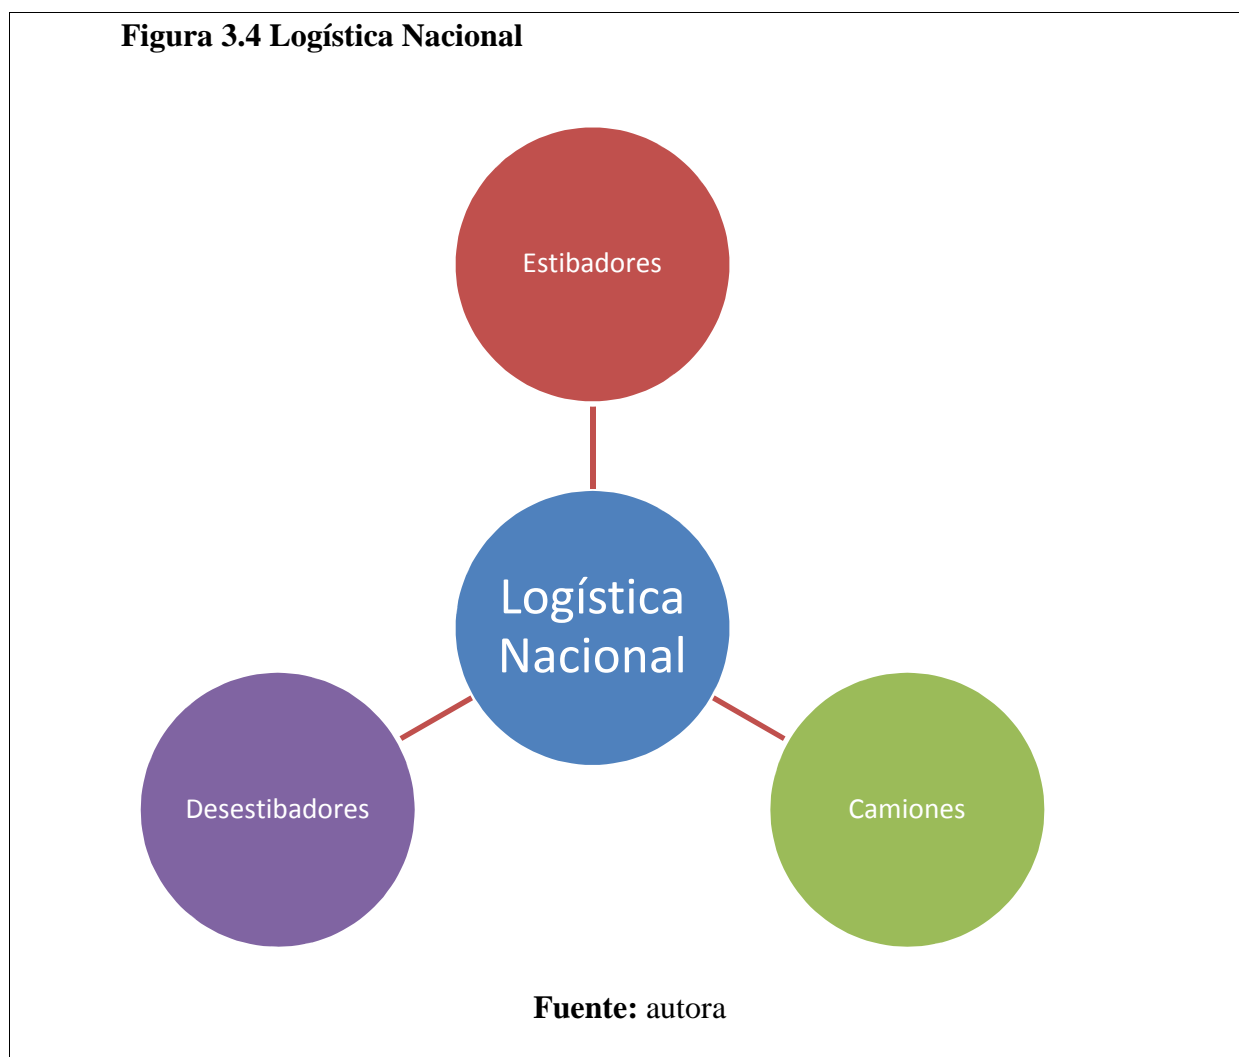 Figura 3.4 Logística Nacional
Estibadores
Logística
Nacional
Desestibadores
Camiones
Fuente: autora